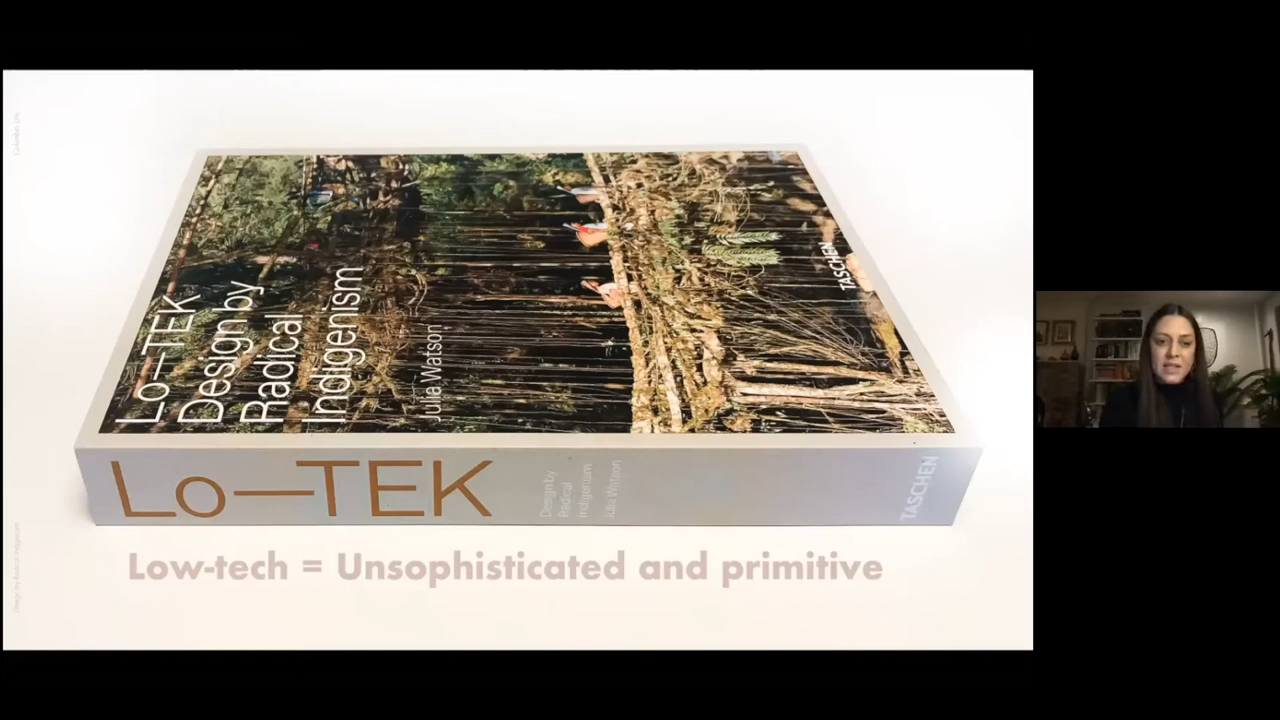 Lo—TEK
Design by
Radical
Indigenism
Julia Watson
TASCHEN
Lo—TEK
Design by
Radical
Indigenism
Julia Watson
TASCHEN
Low-tech = Unsophisticated and primitive